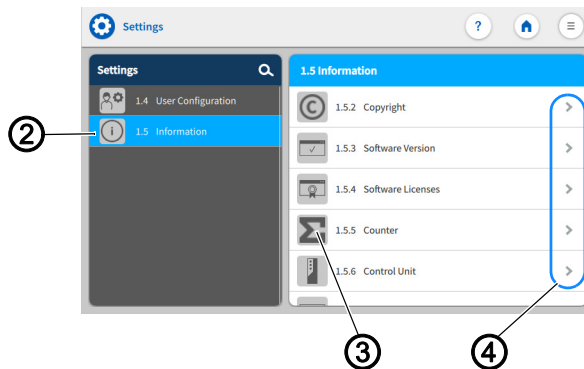 Settings
?
Settings
1.5 Information
1.4 User Configuration
1.5 Information
i
C
1.5.2 Copyright
1.5.3 Software Version
1.5.4 Software Licenses
1.5.5 Counter
1.5.6 Control Unit
2
3
4